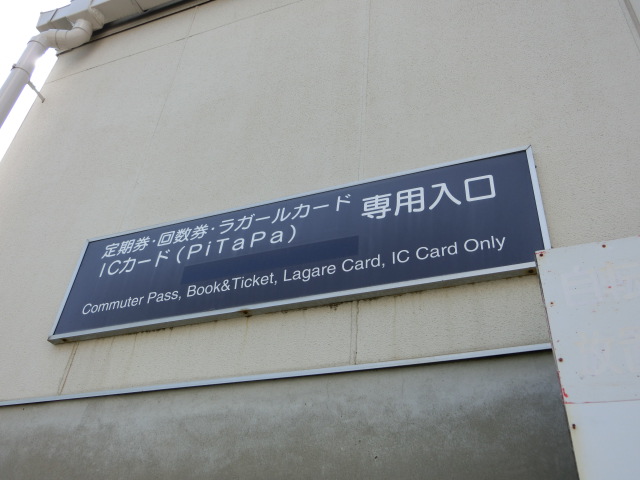 定期券・回数券・ラガールカード 専用入口
ICカード(PiTaPa)
Commuter Pass, Book&Ticket, Lagare Card, IC Card Only